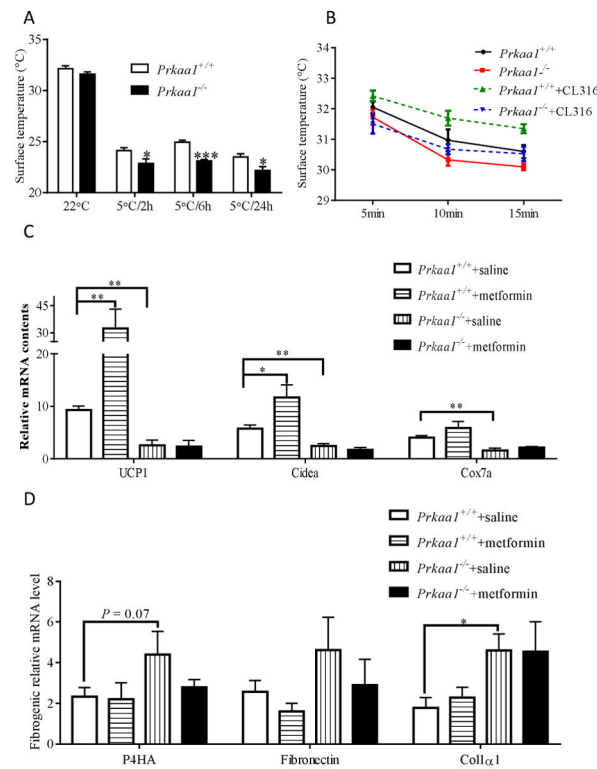 A
Surface temperature (°C)
35
30
25
20
Prkaa1+/+
Prkaa1-/-
*
***
*
22°C
5°C/2h
5°C/6h
5°C/24h
B
Surface temperature (°C)
34
33
32
31
30
29
Prkaa1+/+
Prkaa1-/-
Prkaa1+/++CL316
Prkaa1-/-+CL316
5min
10min
15min
C
Relative mRNA contents
45
30
20
10
0
Prkaa1+/++saline
Prkaa1+/++metformin
Prkaa1-/-+saline
Prkaa1-/-+metformin
**
**
**
*
**
UCP1
Cidea
Cox7a
D
Fibrogenic relative mRNA level
8
6
4
2
0
Prkaa1+/++saline
Prkaa1+/++metformin
Prkaa1-/-+saline
Prkaa1-/-+metformin
P = 0.07
*
P4HA
Fibronectin
Col1α1